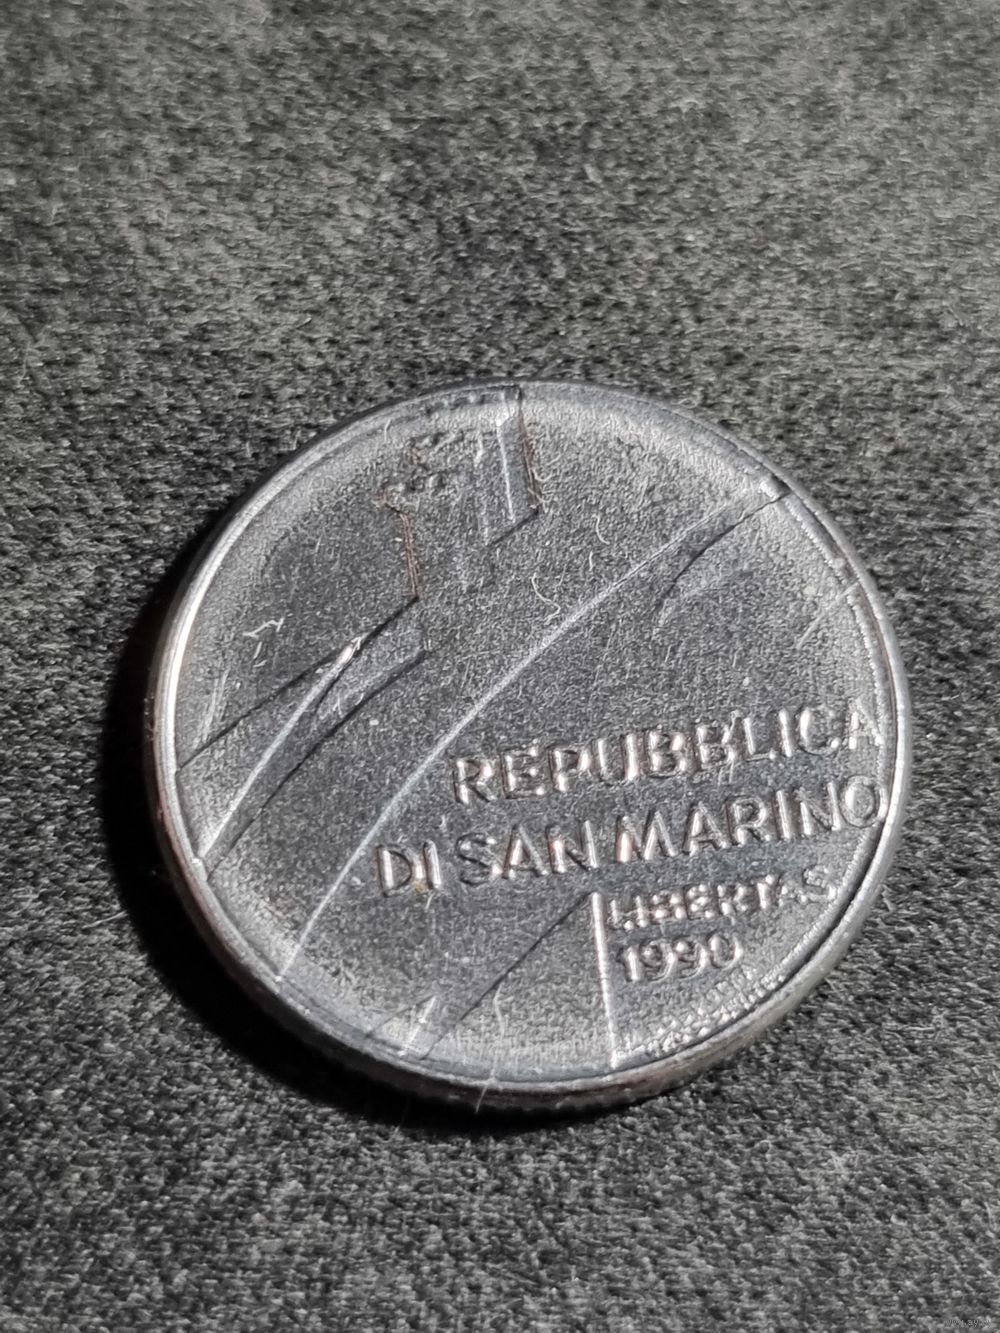 REPUBBLICA
DI SAN MARINO
LIBERTAS
1990